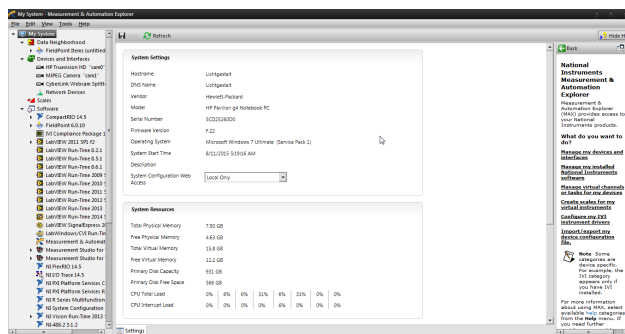 My System - Measurement & Automation Explorer
File Edit View Tools Help
My System
Data Neighborhood
FieldPoint Items (untitled
Devices and Interfaces
HP Truevision HD "cam0"
MJPEG Camera "cam1"
CyberLink Webcam Splitte
Network Devices
Scales
Software
CompactRIO 14.5
FieldPoint 6.0.10
IVI Compliance Package 1
LabVIEW 2011 SP1 f2
LabVIEW Run-Time 8.2.1
LabVIEW Run-Time 8.5.1
LabVIEW Run-Time 8.6.1
LabVIEW Run-Time 2009 S
LabVIEW Run-Time 2010 S
LabVIEW Run-Time 2011 S
LabVIEW Run-Time 2012 S
LabVIEW Run-Time 2013
LabVIEW Run-Time 2014 S
LabVIEW SignalExpress 20
LabWindows/CVI Run-Tim
Measurement & Automat
Measurement Studio for
Measurement Studio for
NI FlexRIO 14.5
NI I/O Trace 14.5
NI PXI Platform Services C
NI PXI Platform Services R
NI R Series Multifunction
NI System Configuration
NI Vision Run-Time 2013
NI-488.2 3.1.2
Refresh
System Settings
Hostname Lichtgestalt
DNS Name Lichtgestalt
Vendor Hewlett-Packard
Model HP Pavilion g4 Notebook PC
Serial Number 5CD25260D0
Firmware Version F.22
Operating System Microsoft Windows 7 Ultimate (Service Pack 1)
System Start Time 8/11/2015 5:19:16 AM
Description
System Configuration Web Access Local Only
System Resources
Total Physical Memory 7.90 GB
Free Physical Memory 4.63 GB
Total Virtual Memory 15.8 GB
Free Virtual Memory 12.2 GB
Primary Disk Capacity 931 GB
Primary Disk Free Space 566 GB
CPU Total Load 0% 6% 6% 31% 6% 31% 0% 0%
CPU Interrupt Load 0% 0% 0% 0% 6% 0% 0% 0%
Settings
Hide H
Back
National
Instruments
Measurement &
Automation
Explorer
Measurement &
Automation Explorer
(MAX) provides access to
your National
Instruments products.
What do you want to
do?
Manage my devices and
interfaces
Manage my installed
National Instruments
software
Manage virtual channels
or tasks for my devices
Create scales for my
virtual instruments
Configure my IVI
instrument drivers
Import/export my
device configuration
file.
Note Some
categories are
device specific.
For example, the
IVI category
appears only if
you have IVI
installed.
For more information
about using MAX, select
available help categories
from the Help menu. If
you need further